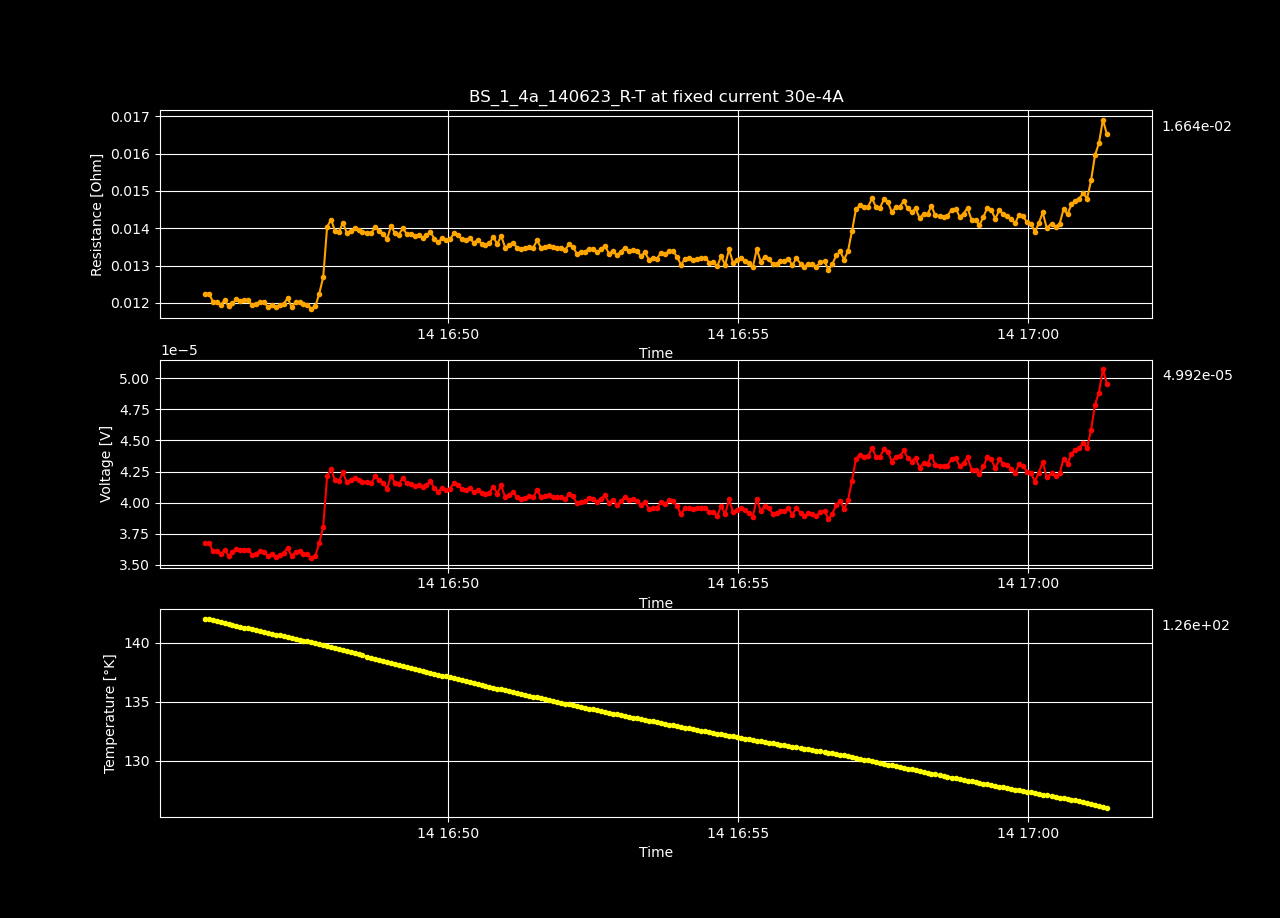 BS_1_4a_140623_R-T at fixed current 30e-4A
0.017
0.016
0.015
0.014
0.013
0.012
Resistance [Ohm]
1.664e-02
14 16:50
14 16:55
14 17:00
Time
1e−5
5.00
4.75
4.50
4.25
4.00
3.75
3.50
Voltage [V]
4.992e-05
14 16:50
14 16:55
14 17:00
Time
140
135
130
Temperature [°K]
1.26e+02
14 16:50
14 16:55
14 17:00
Time